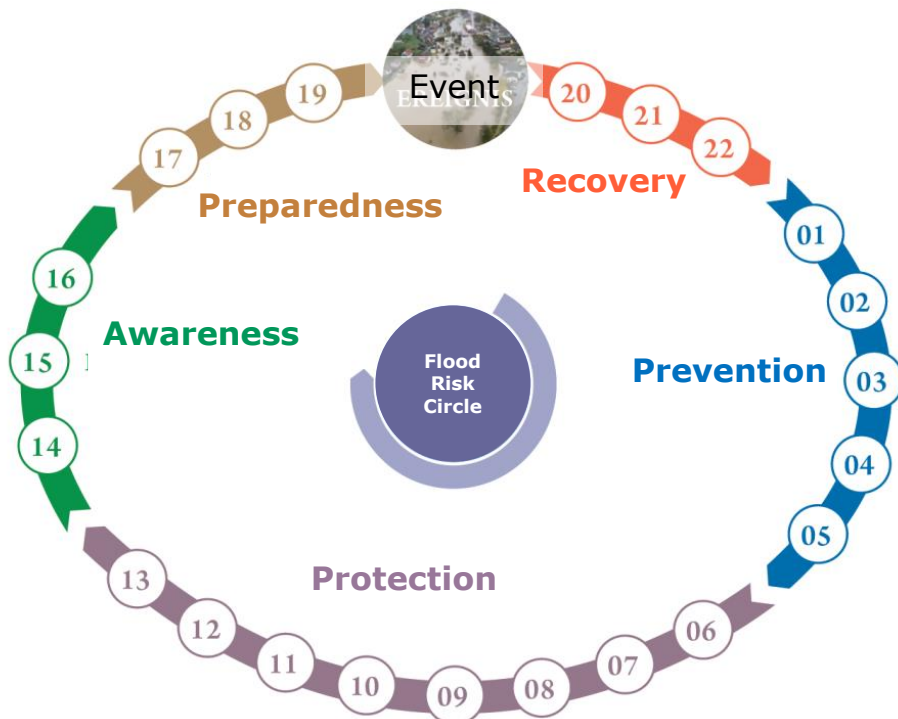 Event
EREIGNIS
20
21
22
Recovery
01
02
03
04
05
Prevention
06
07
08
09
10
11
12
13
Protection
14
15
16
Awareness
17
18
19
Preparedness
Flood
Risk
Circle